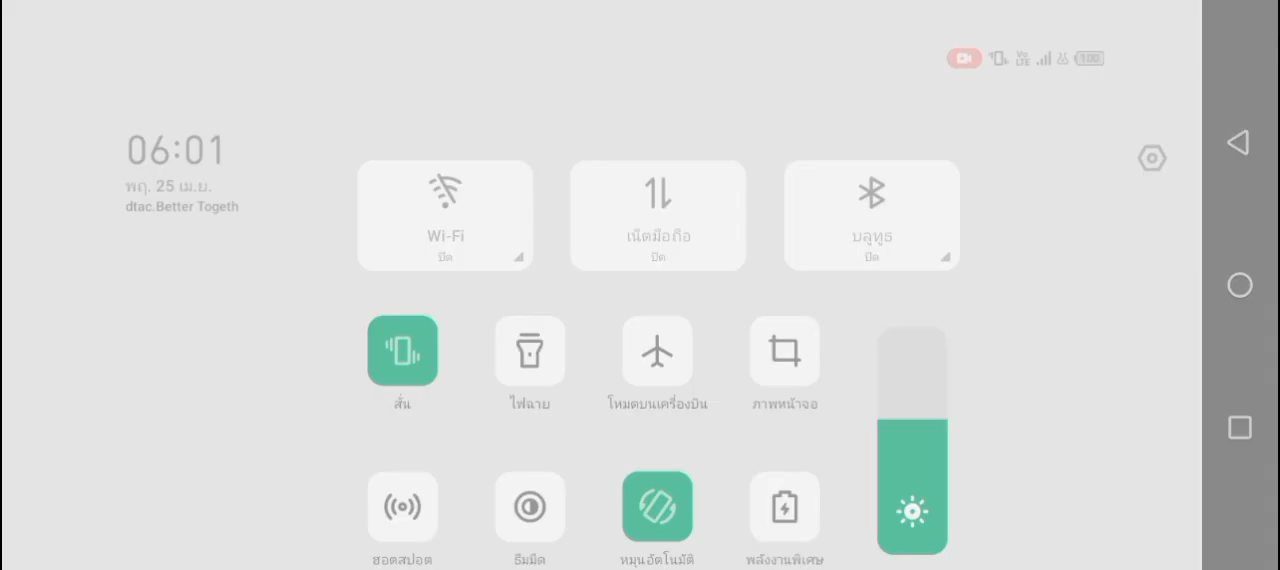 Vo
LTE
100
06:01
พฤ. 25 เม.ย.
dtac.Better Togeth
Wi-Fi
ปิด
เน็ตมือถือ
ปิด
บลูทูธ
ปิด
สั่น
ไฟฉาย
โหมดบนเครื่องบิน
ภาพหน้าจอ
ฮอตสปอต
ธีมมืด
หมุนอัตโนมัติ
พลังงานพิเศษ